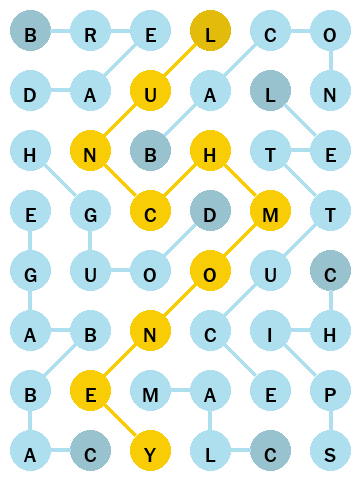 B R E L C O
D A U A L N
H N B H T E
E G C D M T
G U O O U C
A B N C I H
B E M A E P
A C Y L C S